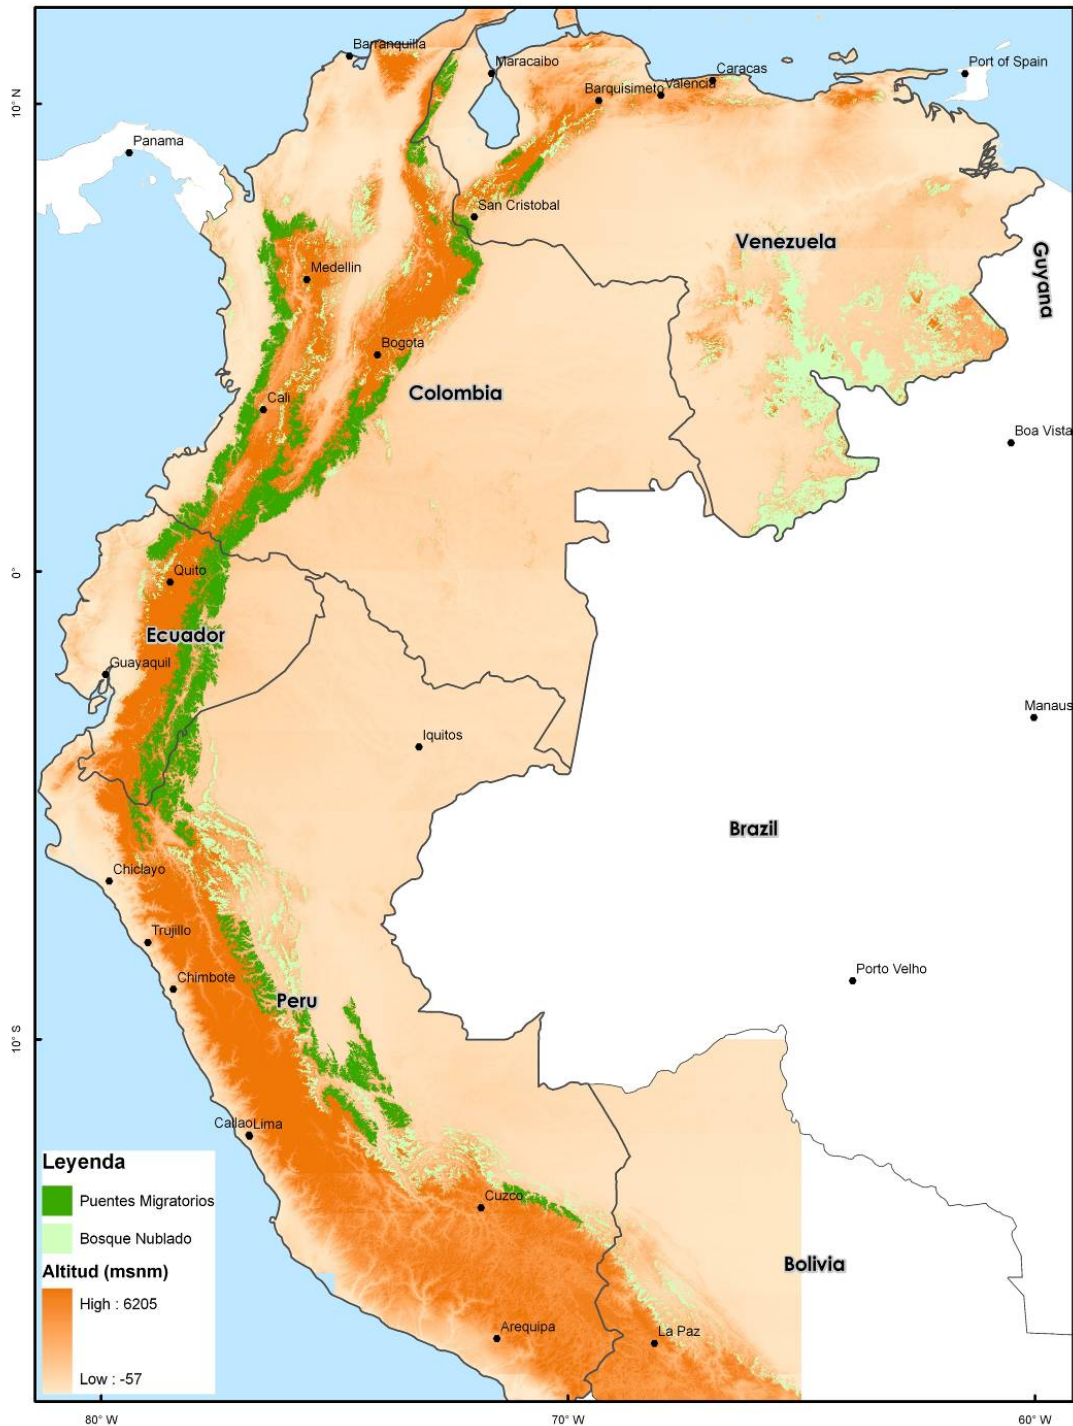 Barranquilla
Maracaibo
Caracas
Port of Spain
Barquisimeto
Valencia
10° N
Panama
San Cristobal
Venezuela
Guyana
Medellin
Bogota
Colombia
Cali
Boa Vista
0°
Quito
Ecuador
Guayaquil
Manaus
Iquitos
Brazil
Chiclayo
Trujillo
Porto Velho
Chimbote
Peru
10° S
Callao
Lima
Leyenda
Puentes Migratorios
Cuzco
Bosque Nublado
Bolivia
Altitud (msnm)
High : 6205
Arequipa
La Paz
Low : -57
80° W
70° W
60° W